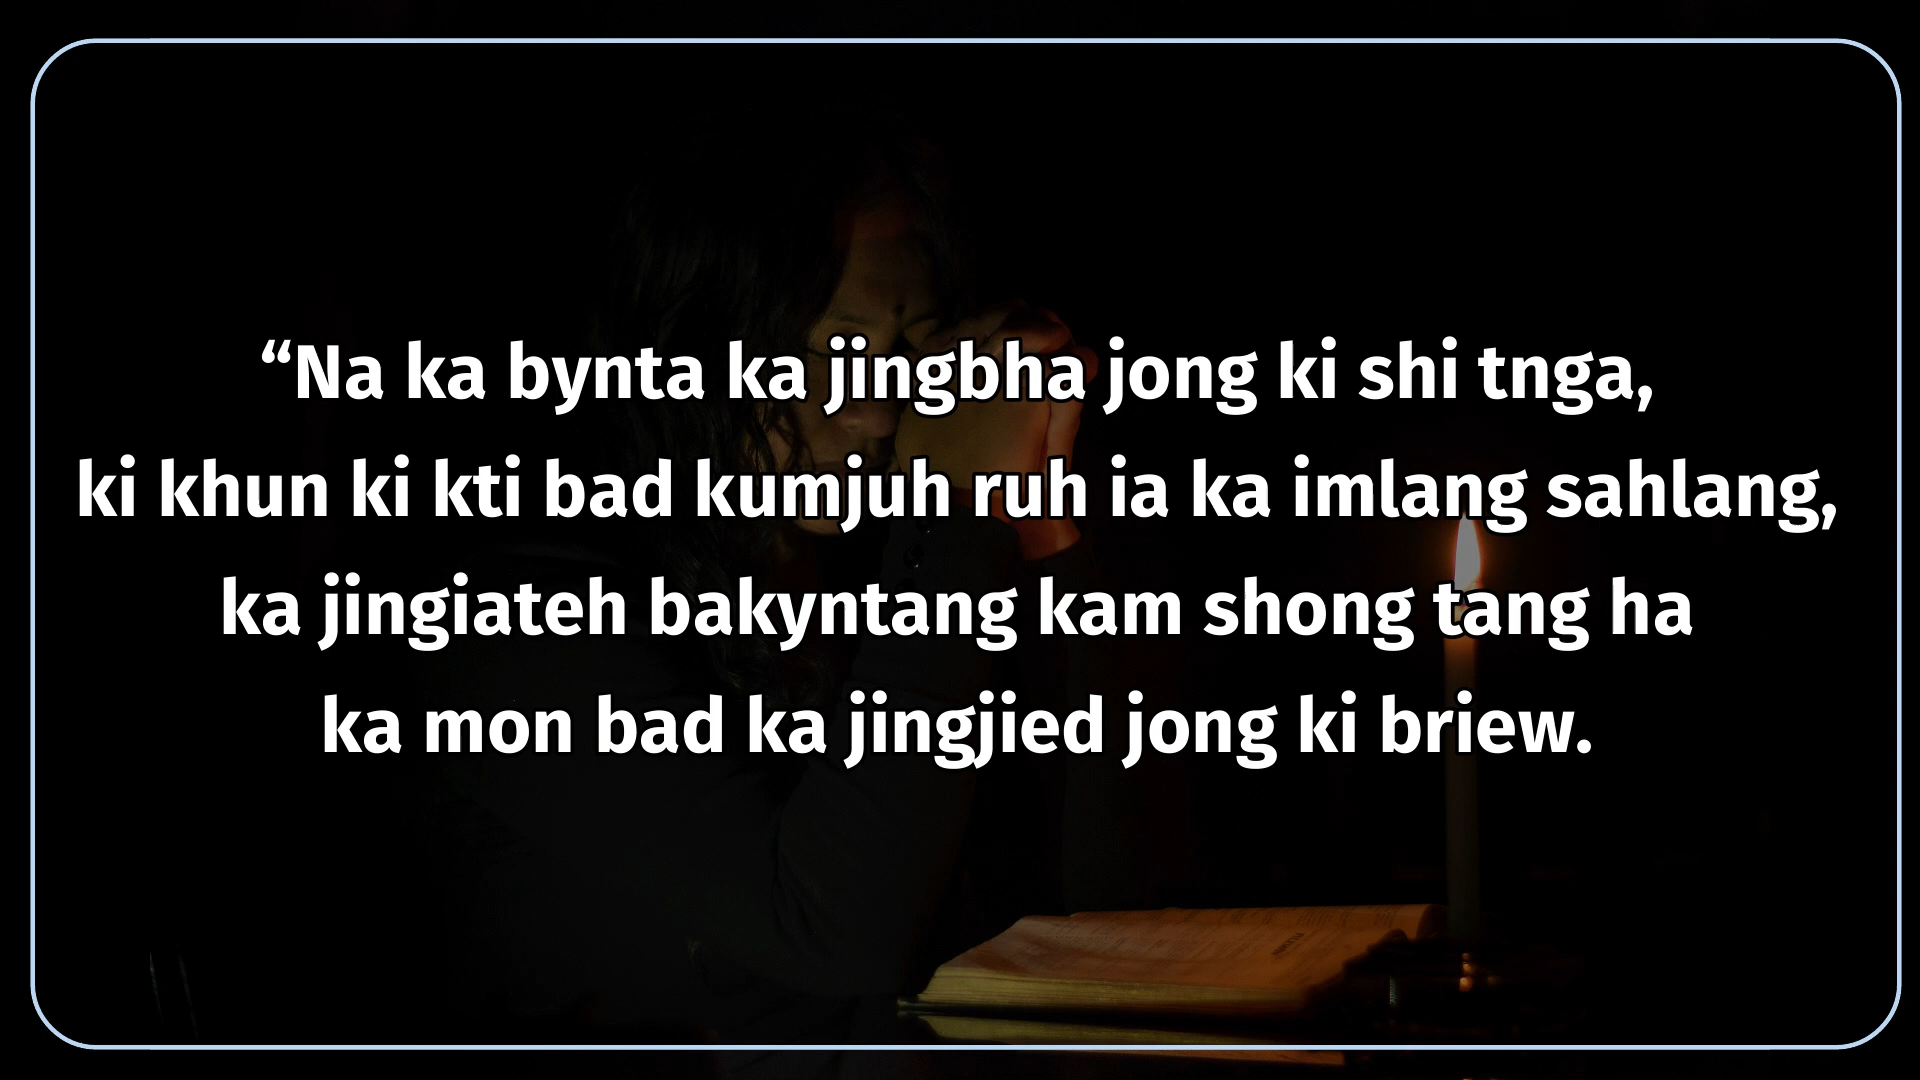 “Na ka bynta ka jingbha jong ki shi tnga,
ki khun ki kti bad kumjuh ruh ia ka imlang sahlang,
ka jingiateh bakyntang kam shong tang ha
ka mon bad ka jingjied jong ki briew.